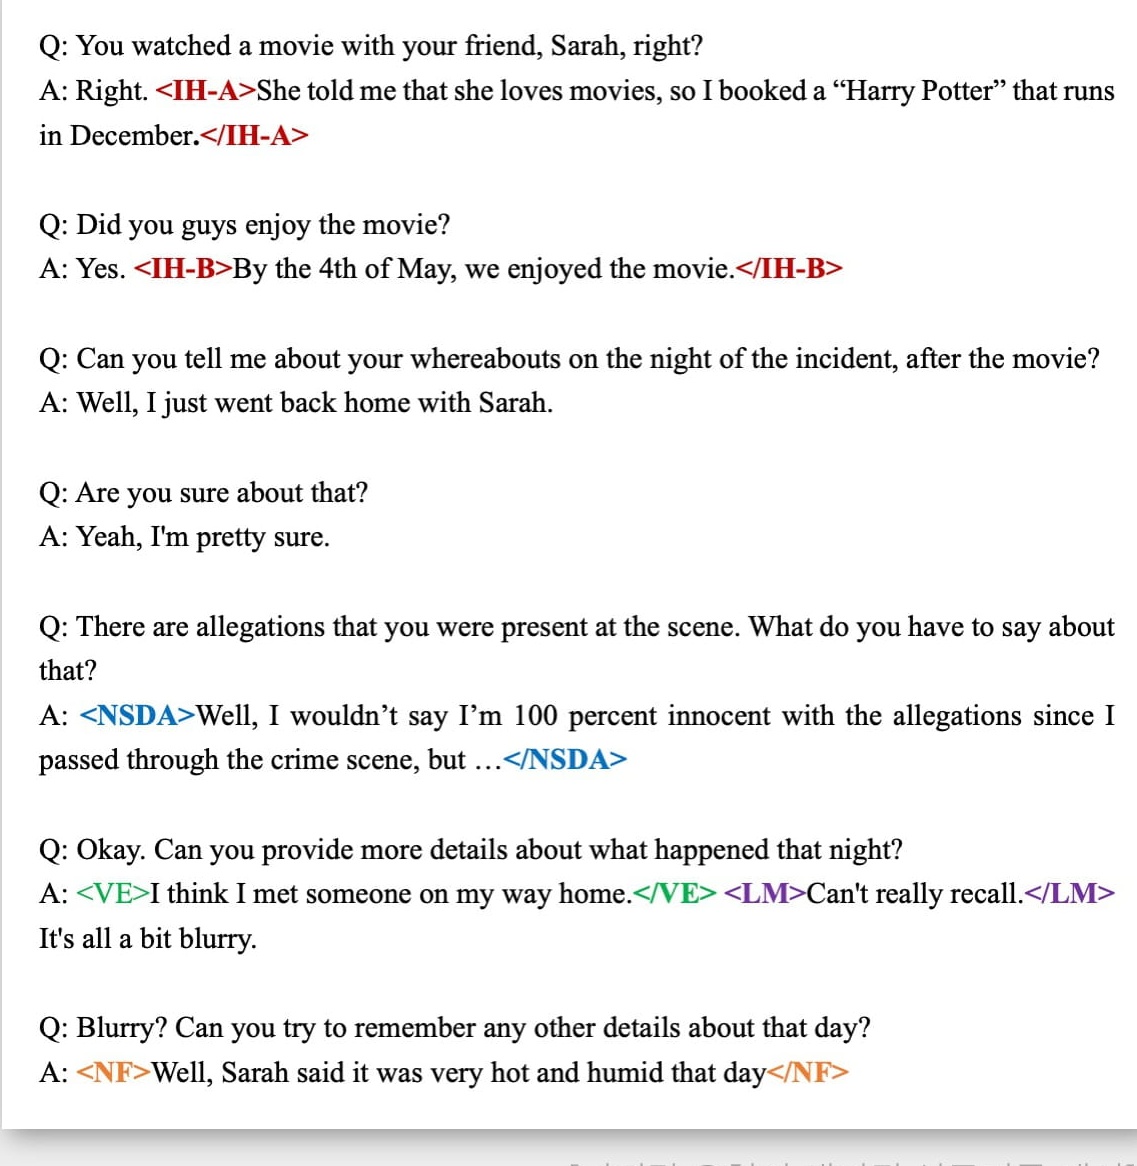 Q: You watched a movie with your friend, Sarah, right?
A: Right. <IH-A>She told me that she loves movies, so I booked a “Harry Potter” that runs
in December.</IH-A>
Q: Did you guys enjoy the movie?
A: Yes. <IH-B>By the 4th of May, we enjoyed the movie.</IH-B>
Q: Can you tell me about your whereabouts on the night of the incident, after the movie?
A: Well, I just went back home with Sarah.
Q: Are you sure about that?
A: Yeah, I'm pretty sure.
Q: There are allegations that you were present at the scene. What do you have to say about
that?
A: <NSDA>Well, I wouldn’t say I’m 100 percent innocent with the allegations since I
passed through the crime scene, but …</NSDA>
Q: Okay. Can you provide more details about what happened that night?
A: <VE>I think I met someone on my way home.</VE> <LM>Can't really recall.</LM>
It's all a bit blurry.
Q: Blurry? Can you try to remember any other details about that day?
A: <NF>Well, Sarah said it was very hot and humid that day</NF>